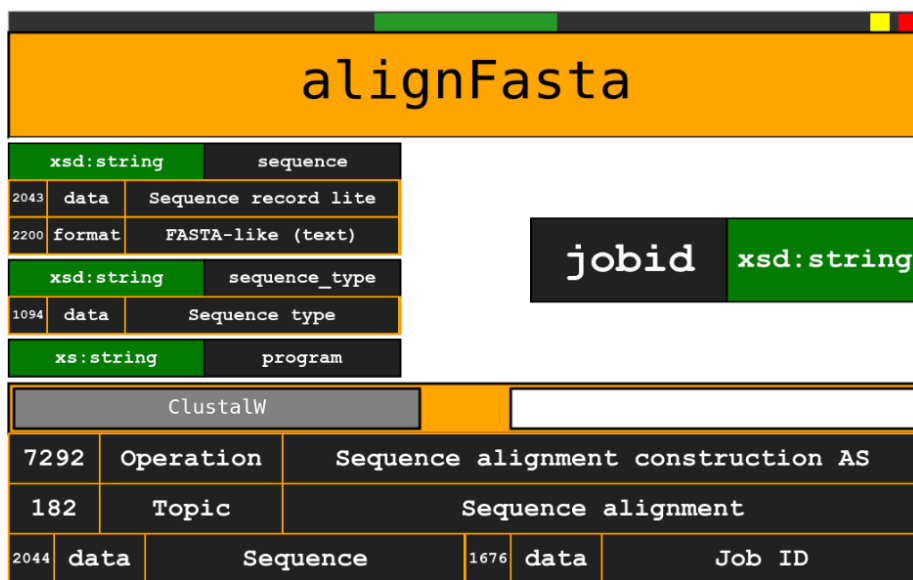 alignFasta
xsd:string sequence
2043 data Sequence record lite
2200 format FASTA-like (text)
jobid xsd:string
xsd:string sequence_type
1094 data Sequence type
xs:string program
ClustalW
7292 Operation Sequence alignment construction AS
182 Topic Sequence alignment
2044 data Sequence 1676 data Job ID